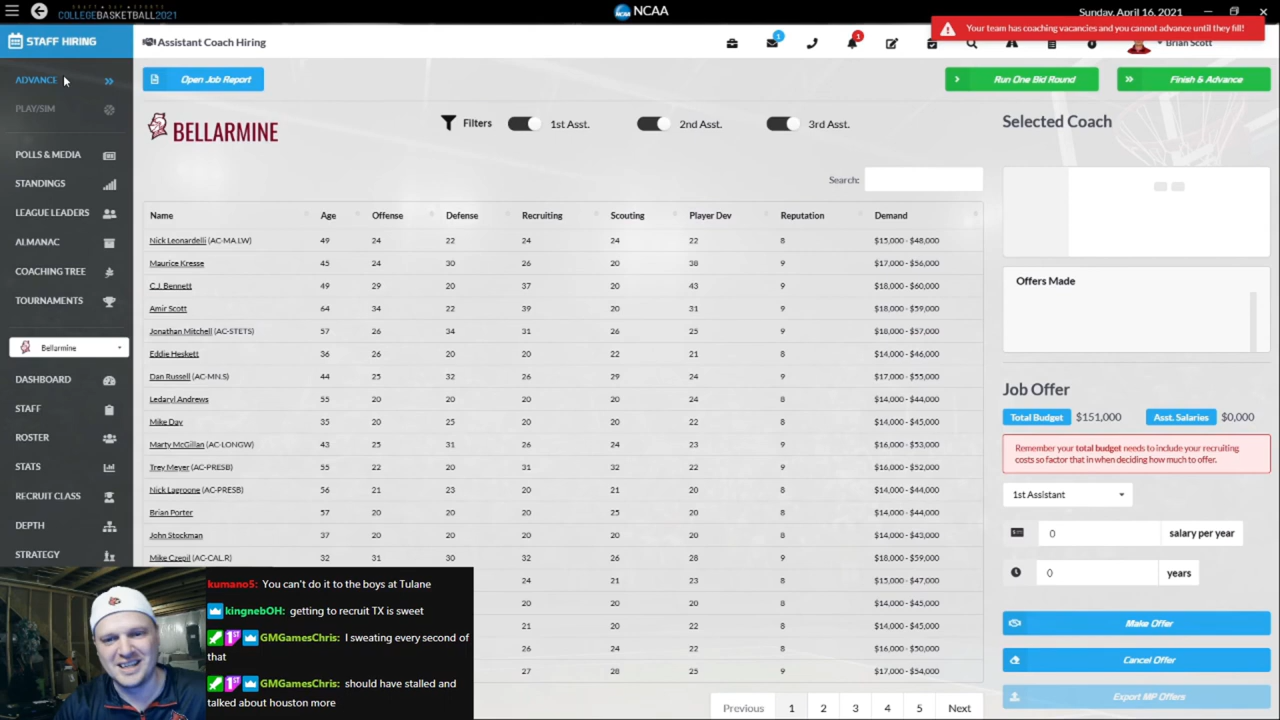 DRAFT DAY SPORTS
COLLEGEBASKETBALL2021
NCAA
Sunday, April 16, 2021
STAFF HIRING
Assistant Coach Hiring
1
1
Your team has coaching vacancies and you cannot advance until they fill!
Brian Scott
ADVANCE
PLAY/SIM
POLLS & MEDIA
STANDINGS
LEAGUE LEADERS
ALMANAC
COACHING TREE
TOURNAMENTS
Bellarmine
DASHBOARD
STAFF
ROSTER
STATS
RECRUIT CLASS
DEPTH
STRATEGY
Open Job Report
Run One Bid Round
Finish & Advance
BELLARMINE
Filters 1st Asst. 2nd Asst. 3rd Asst.
Search:
Name Age Offense Defense Recruiting Scouting Player Dev Reputation Demand
Nick Leonardelli (AC-MA.LW) 49 24 22 24 24 22 8 $15,000 - $48,000
Maurice Kresse 45 24 30 26 20 38 9 $17,000 - $56,000
C.J. Bennett 49 29 20 37 20 43 9 $18,000 - $60,000
Amir Scott 64 34 22 39 20 31 9 $18,000 - $59,000
Jonathan Mitchell (AC-STETS) 57 26 34 31 26 25 9 $18,000 - $57,000
Eddie Heskett 36 26 20 20 22 21 8 $14,000 - $46,000
Dan Russell (AC-MN.S) 44 25 32 26 29 24 9 $17,000 - $55,000
Ledaryl Andrews 55 20 20 20 20 24 8 $14,000 - $44,000
Mike Day 35 20 25 20 20 22 8 $14,000 - $45,000
Marty McGillan (AC-LONGW) 43 25 31 26 24 23 9 $16,000 - $53,000
Trey Meyer (AC-PRESB) 55 22 20 31 32 22 9 $16,000 - $52,000
Nick Lagroone (AC-PRESB) 56 21 23 20 21 20 8 $14,000 - $44,000
Brian Porter 57 20 20 20 25 20 8 $14,000 - $44,000
John Stockman 37 20 20 20 20 20 8 $14,000 - $43,000
Mike Czepil (AC-CAL.R) 32 31 30 32 26 28 9 $18,000 - $59,000
24 21 23 8 $15,000 - $47,000
20 20 20 8 $14,000 - $45,000
21 20 22 8 $14,000 - $45,000
26 24 22 8 $16,000 - $50,000
27 28 25 9 $17,000 - $54,000
Previous 1 2 3 4 5 Next
Selected Coach
Offers Made
Job Offer
Total Budget $151,000 Asst. Salaries $0,000
Remember your total budget needs to include your recruiting
costs so factor that in when deciding how much to offer.
1st Assistant
0 salary per year
0 years
Make Offer
Cancel Offer
Export MP Offers
kumano5: You can't do it to the boys at Tulane
kingnebOH: getting to recruit TX is sweet
1ST GMGamesChris: I sweating every second of
that
1ST GMGamesChris: should have stalled and
talked about houston more